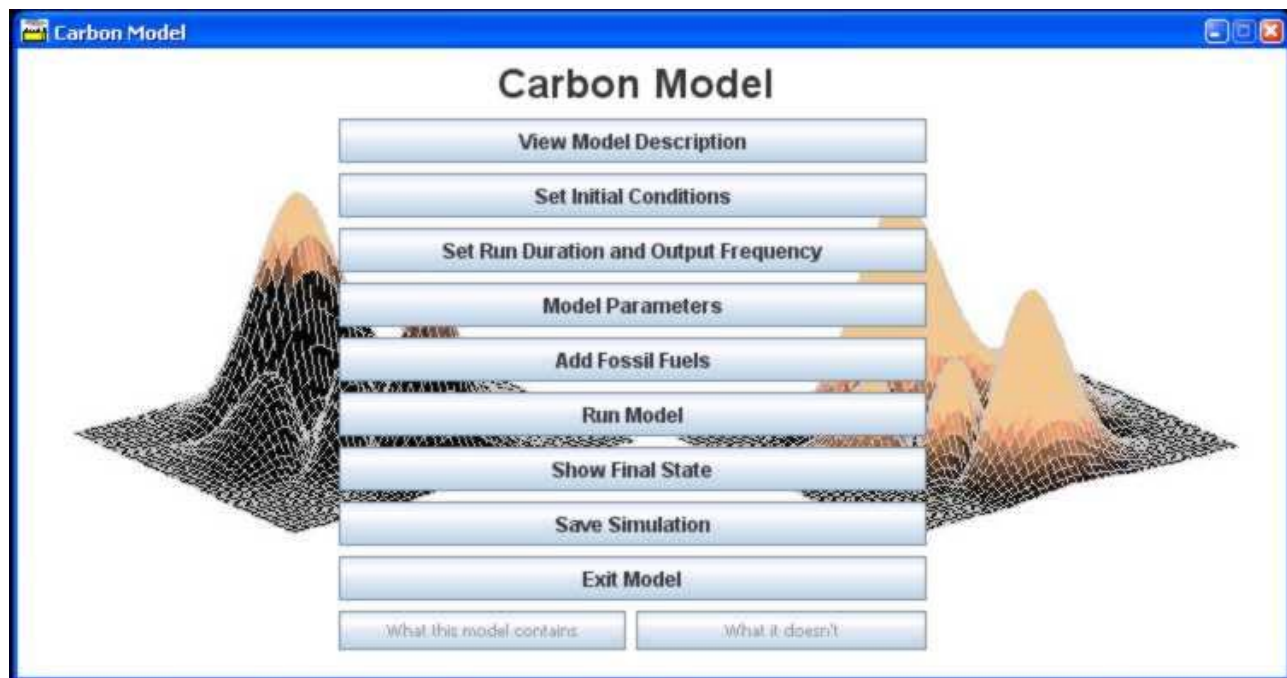 Carbon Model
Carbon Model
View Model Description
Set Initial Conditions
Set Run Duration and Output Frequency
Model Parameters
Add Fossil Fuels
Run Model
Show Final State
Save Simulation
Exit Model
What this model contains
What it doesn't